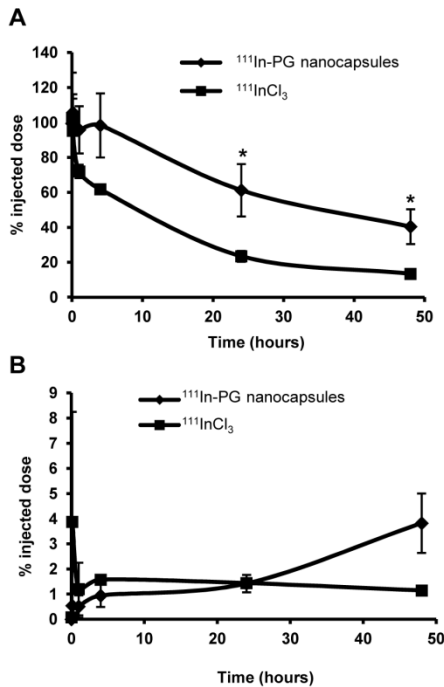 A
140
120
100
80
60
40
20
0
% injected dose
¹¹¹In-PG nanocapsules
¹¹¹InCl₃
*
*
0 10 20 30 40 50
Time (hours)
B
9
8
7
6
5
4
3
2
1
0
% injected dose
¹¹¹In-PG nanocapsules
¹¹¹InCl₃
0 10 20 30 40 50
Time (hours)